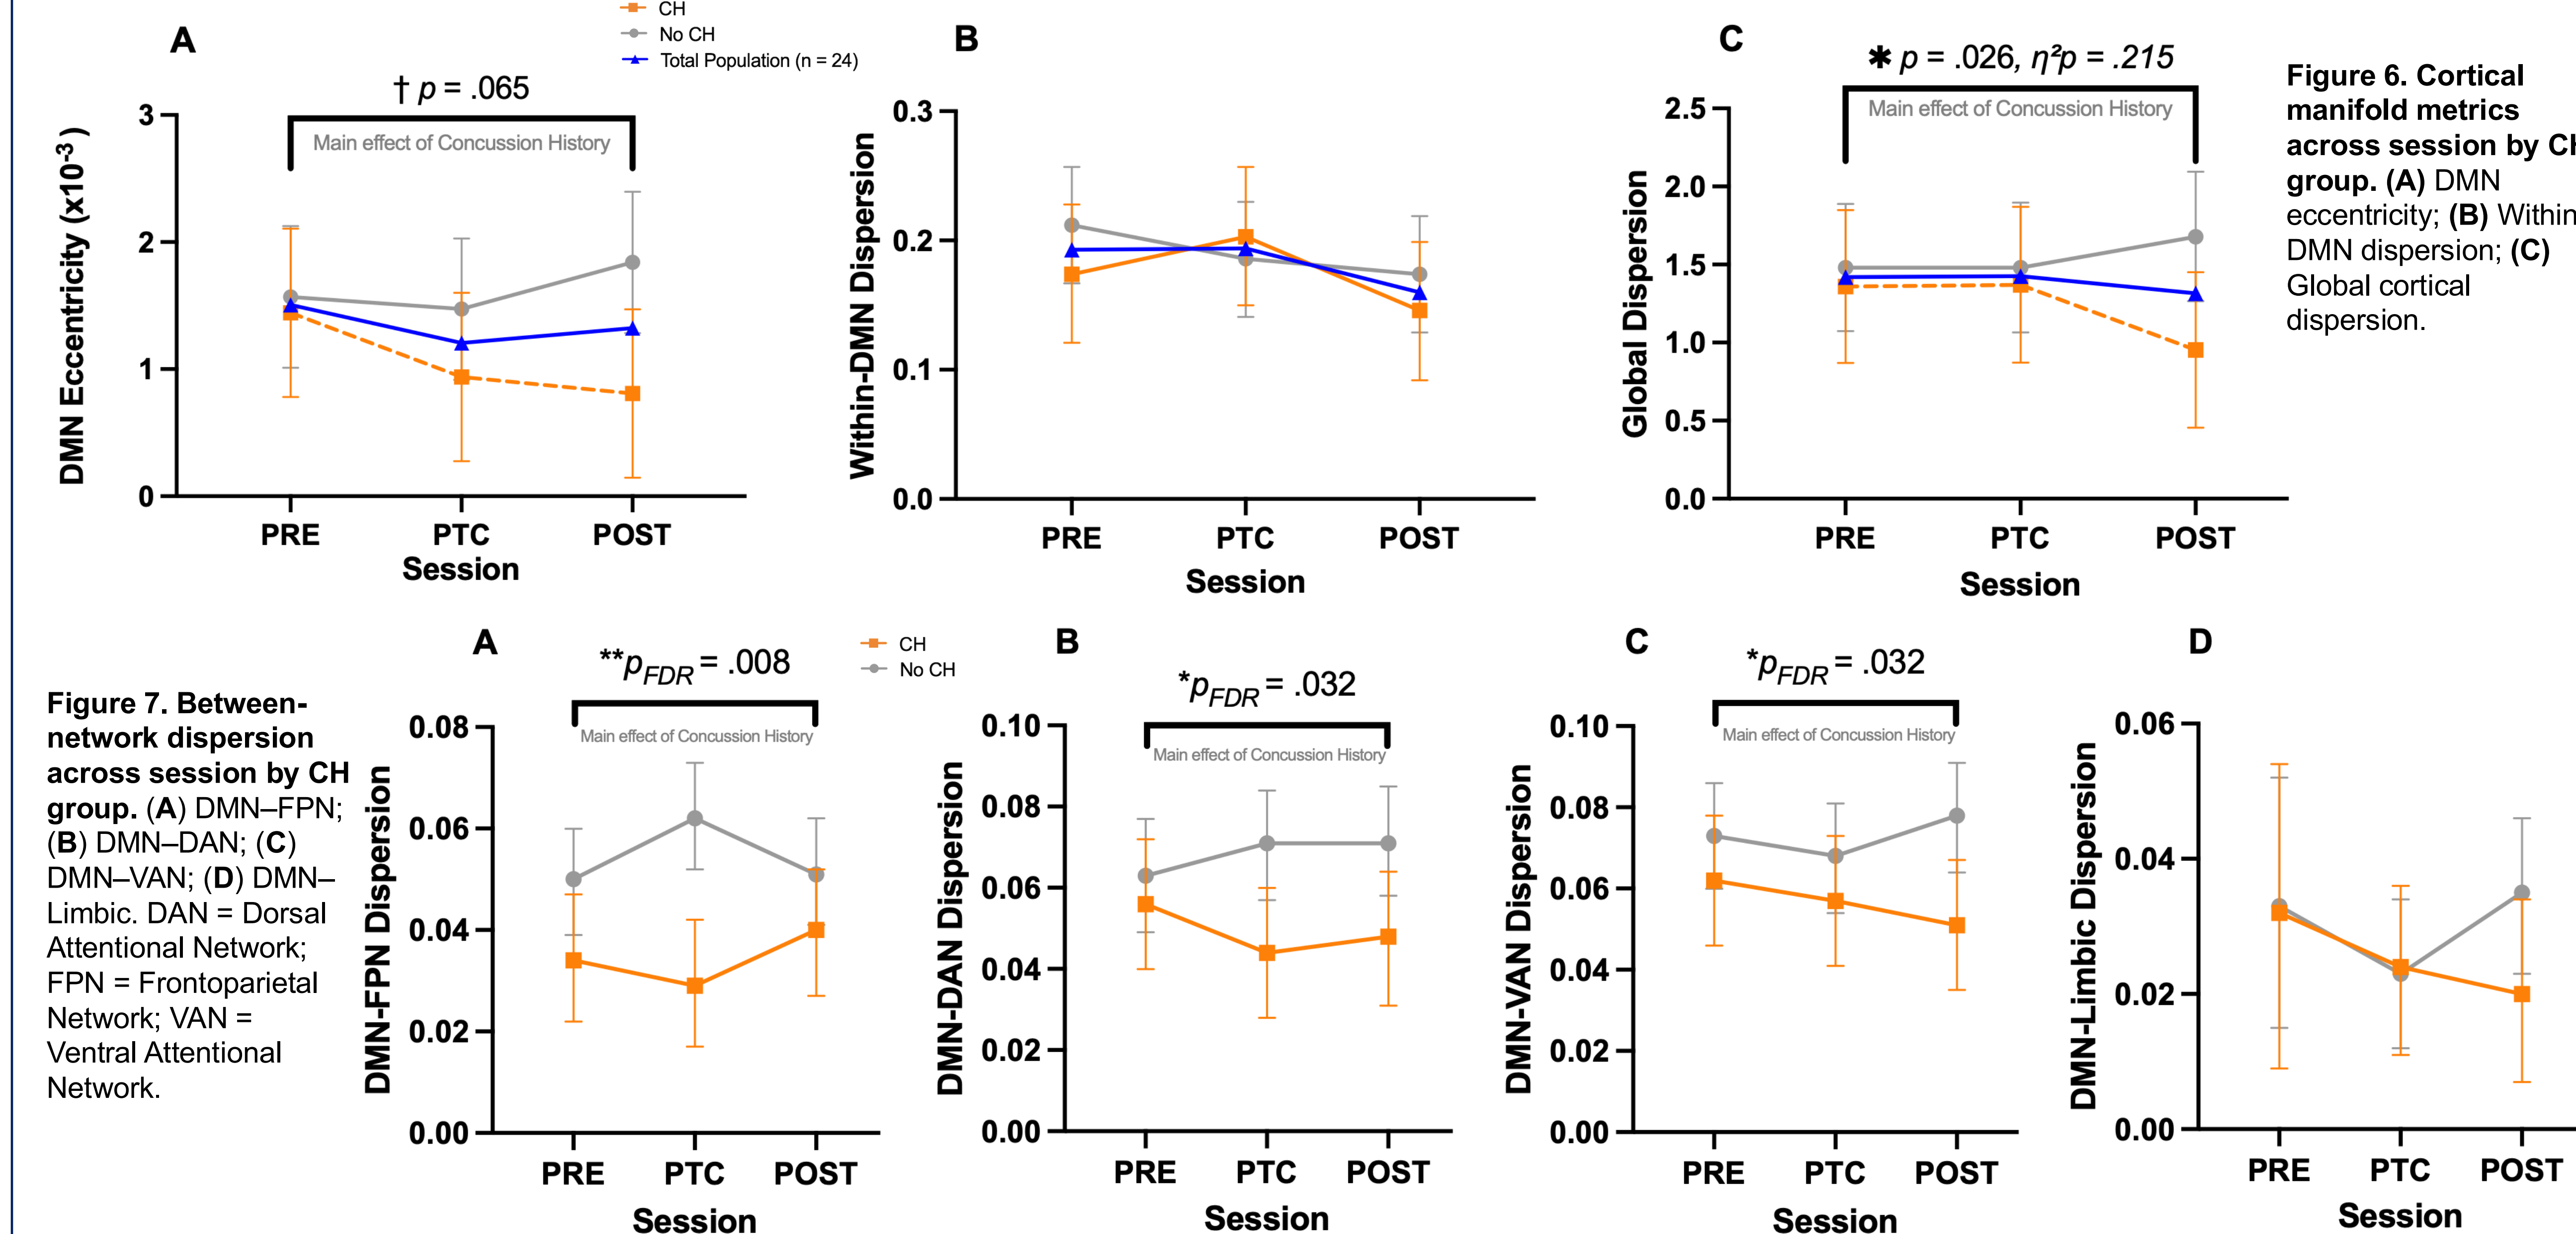 CH
No CH
Total Population (n = 24)
A
† p = .065
Main effect of Concussion History
DMN Eccentricity (x10⁻³ )
3
2
1
0
PRE
PTC
POST
Session
B
Within-DMN Dispersion
0.3
0.2
0.1
0.0
PRE
PTC
POST
Session
C
✱ p = .026, η²p = .215
Main effect of Concussion History
Global Dispersion
2.5
2.0
1.5
1.0
0.5
0.0
PRE
PTC
POST
Session
Figure 6. Cortical
manifold metrics
across session by CH
group. (A) DMN
eccentricity; (B) Within
DMN dispersion; (C)
Global cortical
dispersion.
Figure 7. Between-
network dispersion
across session by CH
group. (A) DMN–FPN;
(B) DMN–DAN; (C)
DMN–VAN; (D) DMN–
Limbic. DAN = Dorsal
Attentional Network;
FPN = Frontoparietal
Network; VAN =
Ventral Attentional
Network.
A
**pFDR = .008
Main effect of Concussion History
CH
No CH
DMN-FPN Dispersion
0.08
0.06
0.04
0.02
0.00
PRE
PTC
POST
Session
B
*pFDR = .032
Main effect of Concussion History
DMN-DAN Dispersion
0.10
0.08
0.06
0.04
0.02
0.00
PRE
PTC
POST
Session
C
*pFDR = .032
Main effect of Concussion History
DMN-VAN Dispersion
0.10
0.08
0.06
0.04
0.02
0.00
PRE
PTC
POST
Session
D
DMN-Limbic Dispersion
0.06
0.04
0.02
0.00
PRE
PTC
POST
Session